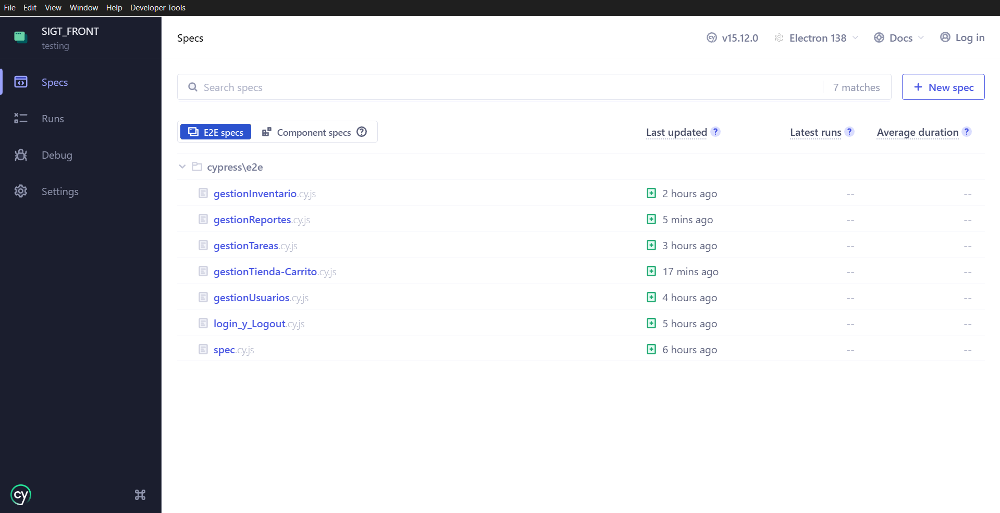 File Edit View Window Help Developer Tools
SIGT_FRONT
testing
Specs
Runs
Debug
Settings
cy
Specs
cy v15.12.0 Electron 138 Docs Log in
Search specs 7 matches + New spec
E2E specs Component specs ? Last updated ? Latest runs ? Average duration ?
cypress\e2e
gestionInventario.cy.js 2 hours ago -- --
gestionReportes.cy.js 5 mins ago -- --
gestionTareas.cy.js 3 hours ago -- --
gestionTienda-Carrito.cy.js 17 mins ago -- --
gestionUsuarios.cy.js 4 hours ago -- --
login_y_Logout.cy.js 5 hours ago -- --
spec.cy.js 6 hours ago -- --